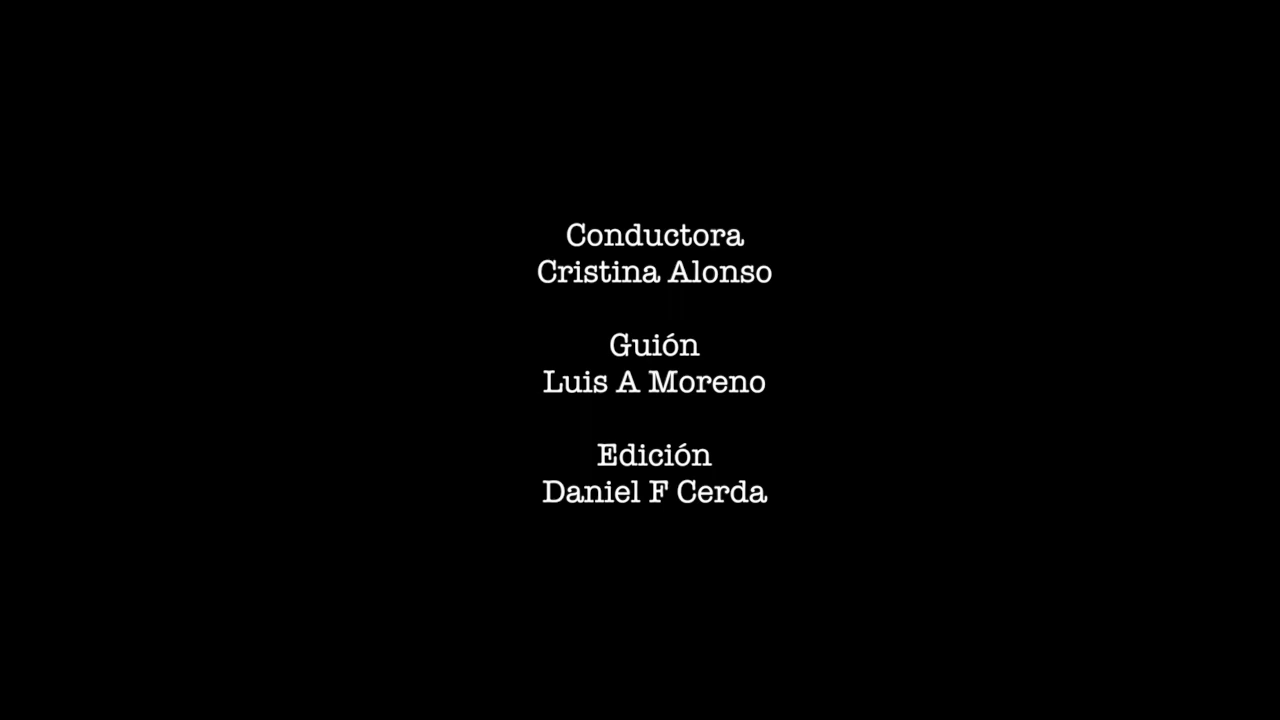 Conductora
Cristina Alonso
Guión
Luis A Moreno
Edición
Daniel F Cerda